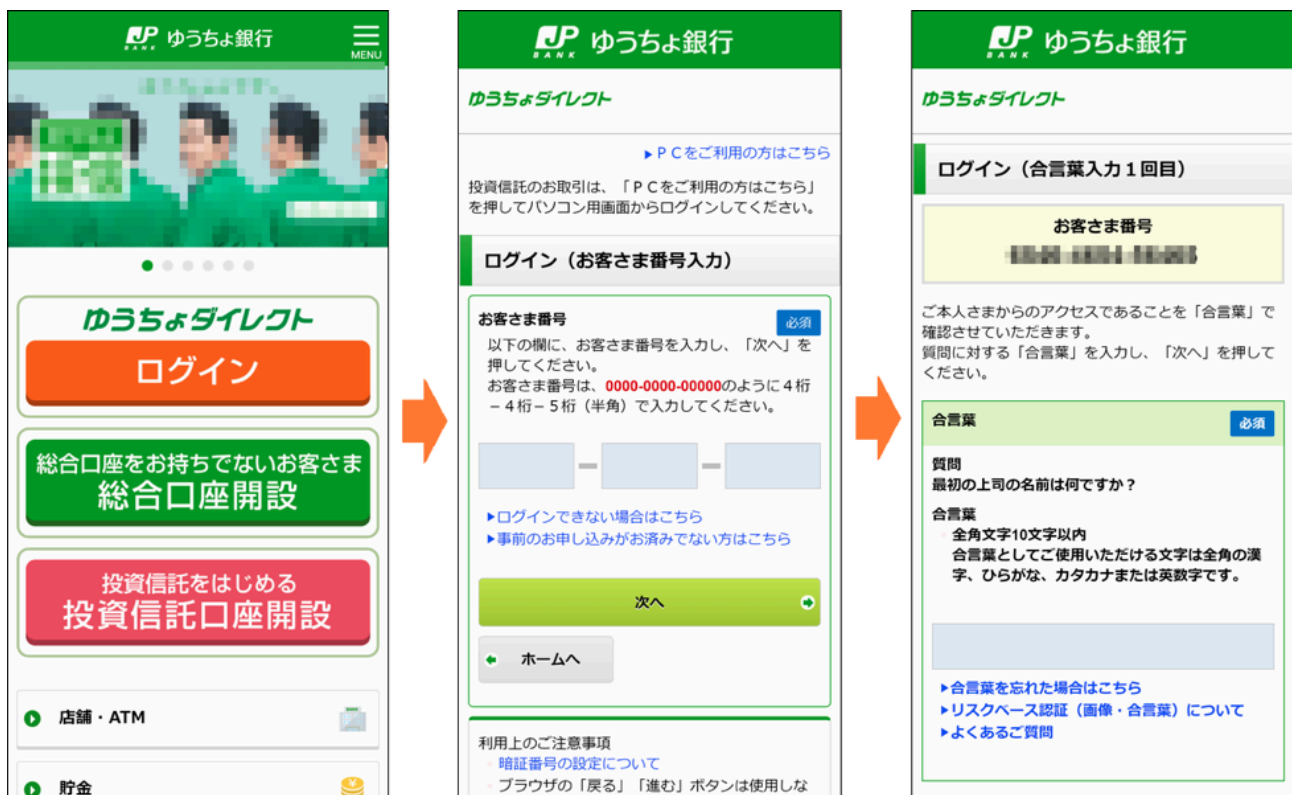 JP
BANK
ゆうちょ銀行
MENU
ゆうちょダイレクト
ログイン
総合口座をお持ちでないお客さま
総合口座開設
投資信託をはじめる
投資信託口座開設
店舗・ATM
貯金
JP
BANK
ゆうちょ銀行
ゆうちょダイレクト
PCをご利用の方はこちら
投資信託のお取引は、「PCをご利用の方はこちら」
を押してパソコン用画面からログインしてください。
ログイン（お客さま番号入力）
お客さま番号
必須
以下の欄に、お客さま番号を入力し、「次へ」を
押してください。
お客さま番号は、0000-0000-00000のように４桁
－４桁－５桁（半角）で入力してください。
ログインできない場合はこちら
事前のお申し込みがお済みでない方はこちら
次へ
ホームへ
利用上のご注意事項
暗証番号の設定について
ブラウザの「戻る」「進む」ボタンは使用しな
JP
BANK
ゆうちょ銀行
ゆうちょダイレクト
ログイン（合言葉入力１回目）
お客さま番号
ご本人さまからのアクセスであることを「合言葉」で
確認させていただきます。
質問に対する「合言葉」を入力し、「次へ」を押して
ください。
合言葉
必須
質問
最初の上司の名前は何ですか？
合言葉
全角文字10文字以内
合言葉としてご使用いただける文字は全角の漢
字、ひらがな、カタカナまたは英数字です。
合言葉を忘れた場合はこちら
リスクベース認証（画像・合言葉）について
よくあるご質問